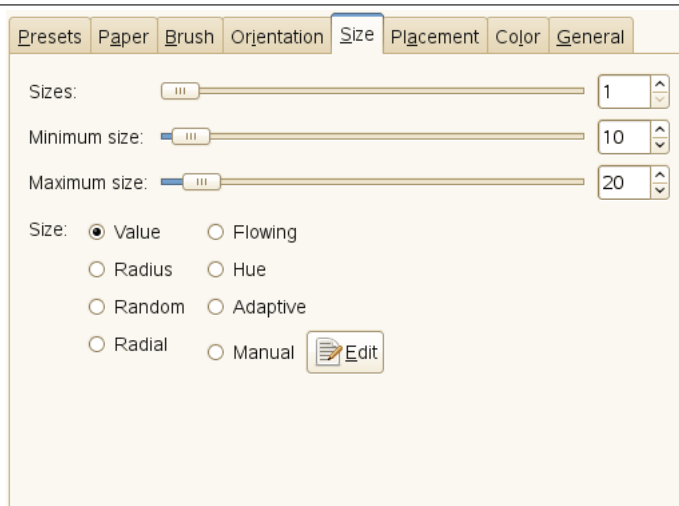 Presets Paper Brush Orientation Size Placement Color General
Sizes: 1
Minimum size: 10
Maximum size: 20
Size: Value Flowing
Radius Hue
Random Adaptive
Radial Manual Edit